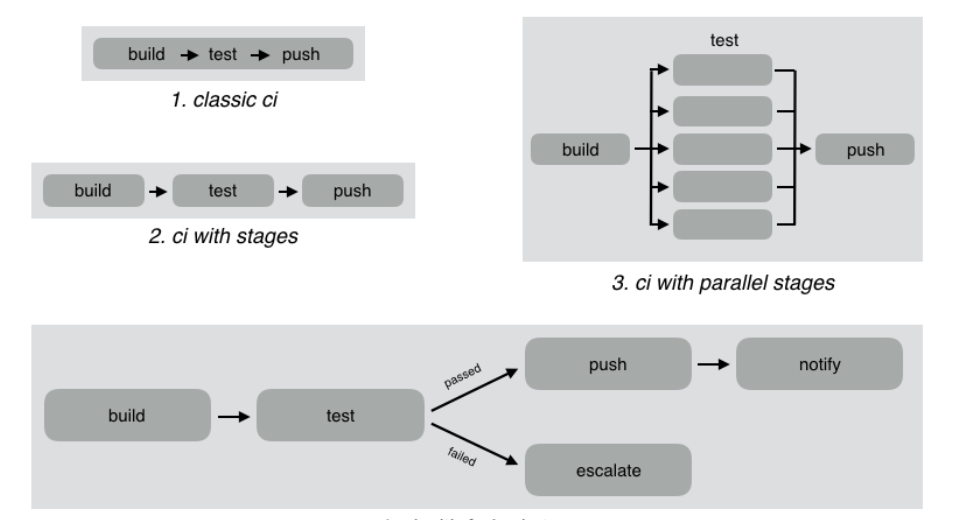 build → test → push
1. classic ci
build → test → push
2. ci with stages
test
build
push
3. ci with parallel stages
build → test
passed
push → notify
failed
escalate